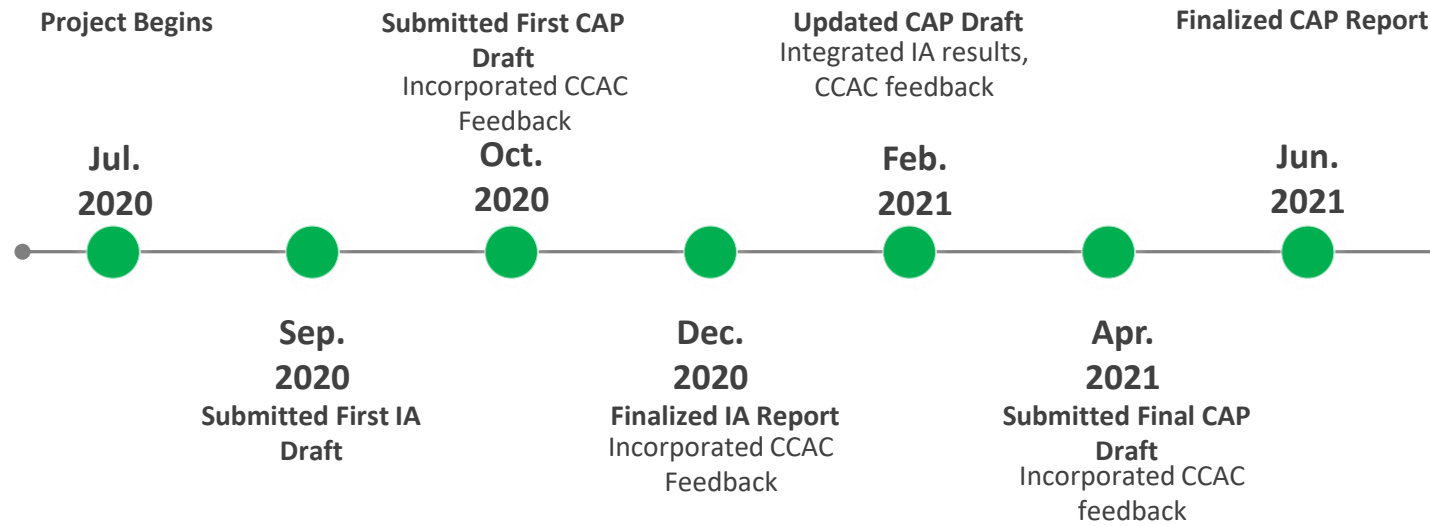 Project Begins
Jul.
2020
Sep.
2020
Submitted First IA
Draft
Submitted First CAP
Draft
Incorporated CCAC
Feedback
Oct.
2020
Dec.
2020
Finalized IA Report
Incorporated CCAC
Feedback
Updated CAP Draft
Integrated IA results,
CCAC feedback
Feb.
2021
Apr.
2021
Submitted Final CAP
Draft
Incorporated CCAC
feedback
Finalized CAP Report
Jun.
2021